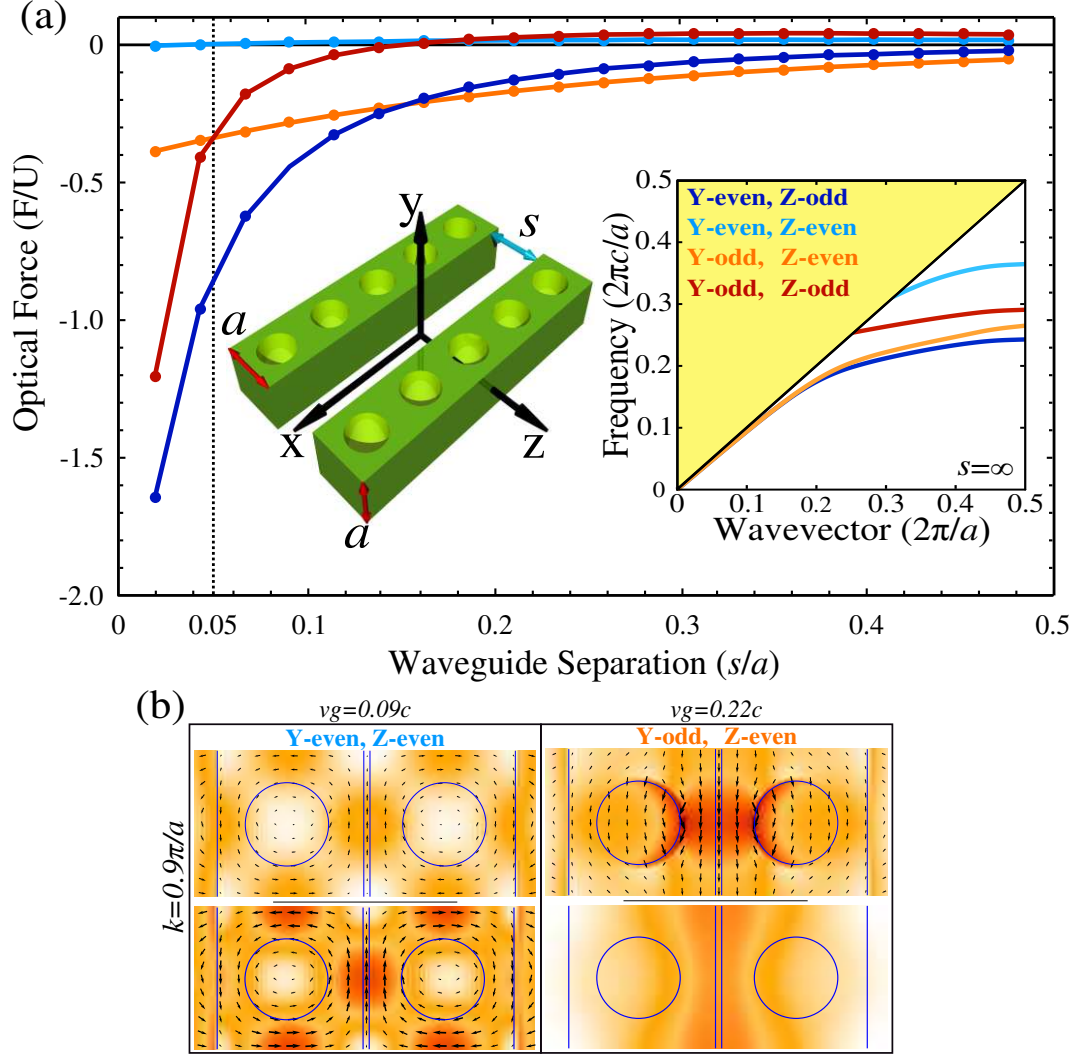 (a)
0
-0.5
-1.0
-1.5
-2.0
Optical Force (F/U)
0
0.05
0.1
0.2
0.3
0.4
0.5
Waveguide Separation (s/a)
y
s
a
x
z
a
0.5
0.4
0.3
0.2
0.1
0
Frequency (2πc/a)
Y-even, Z-odd
Y-even, Z-even
Y-odd, Z-even
Y-odd, Z-odd
s=∞
0 0.1 0.2 0.3 0.4 0.5
Wavevector (2π/a)
(b)
vg=0.09c
vg=0.22c
Y-even, Z-even
Y-odd, Z-even
k=0.9π/a